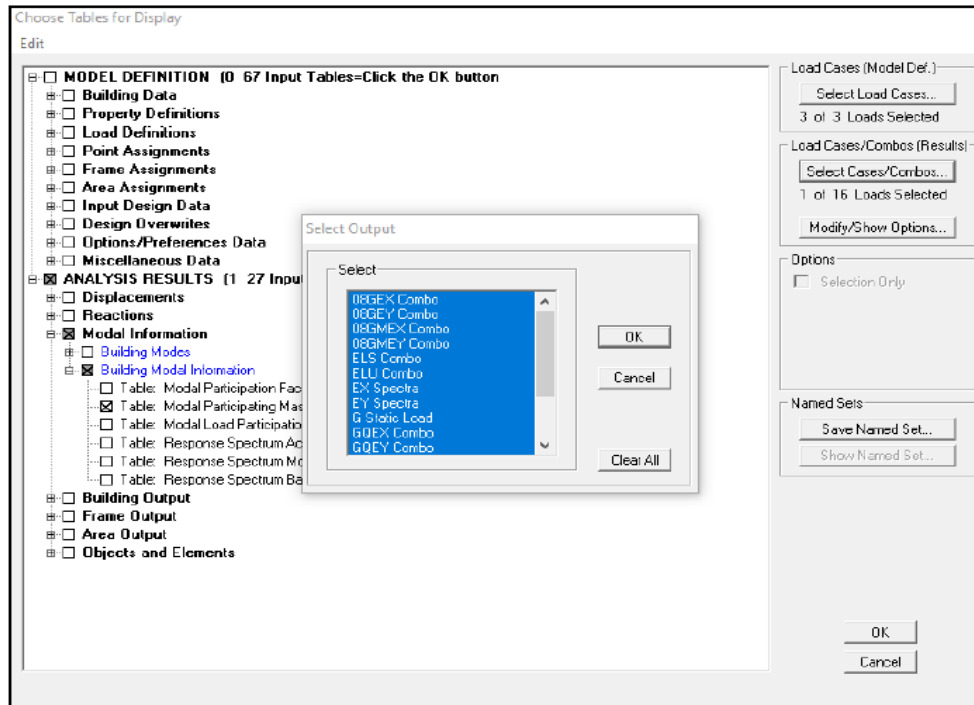 Choose Tables for Display
Edit
MODEL DEFINITION (0 67 Input Tables=Click the OK button
Building Data
Property Definitions
Load Definitions
Point Assignments
Frame Assignments
Area Assignments
Input Design Data
Design Overwrites
Options/Preferences Data
Miscellaneous Data
ANALYSIS RESULTS (1 27 Inpu
Displacements
Reactions
Modal Information
Building Modes
Building Modal Information
Table: Modal Participation Fac
Table: Modal Participating Mas
Table: Modal Load Participatio
Table: Response Spectrum Ac
Table: Response Spectrum Mo
Table: Response Spectrum Ba
Building Output
Frame Output
Area Output
Objects and Elements
Select Output
Select
08GEX Combo
08GEY Combo
08GMEX Combo
08GMEY Combo
ELS Combo
ELU Combo
EX Spectra
EY Spectra
G Static Load
GQEX Combo
GQEY Combo
OK
Cancel
Clear All
Load Cases (Model Def.)
Select Load Cases...
3 of 3 Loads Selected
Load Cases/Combos (Results)
Select Cases/Combos...
1 of 16 Loads Selected
Modify/Show Options...
Options
Selection Only
Named Sets
Save Named Set...
Show Named Set...
OK
Cancel